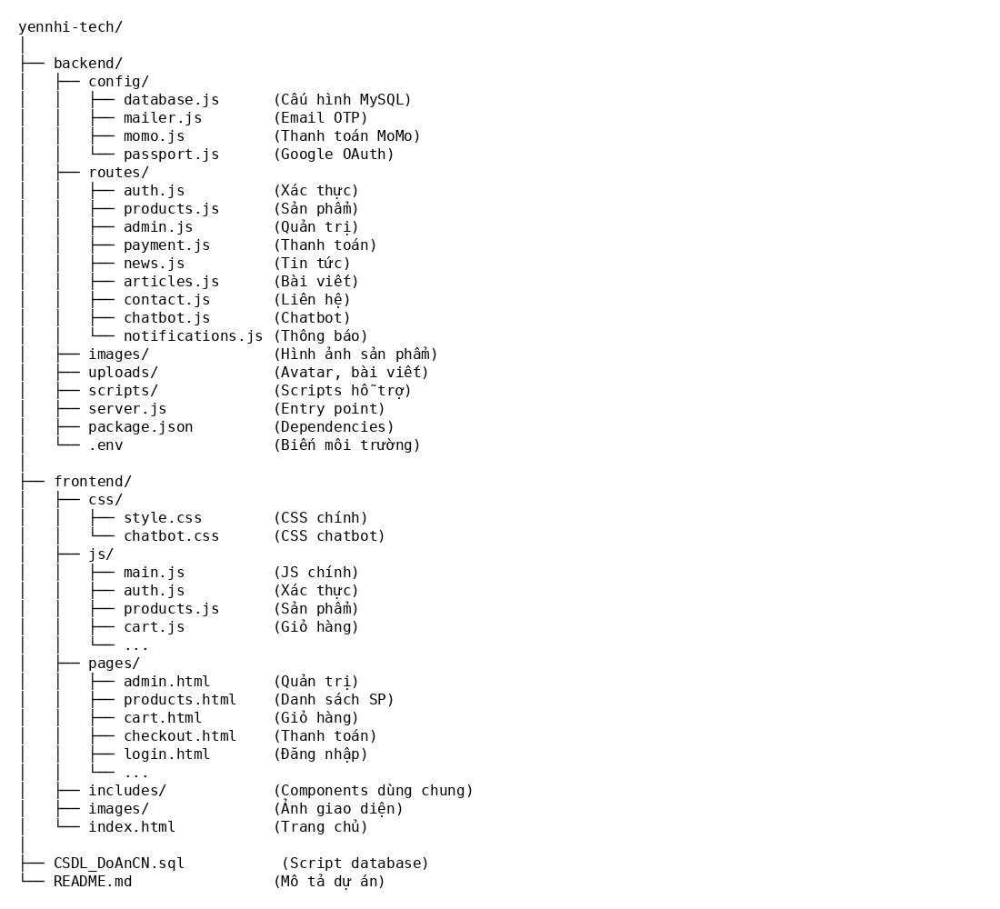 yennhi-tech/
│
├── backend/
│   ├── config/
│   │   ├── database.js      (Cấu hình MySQL)
│   │   ├── mailer.js        (Email OTP)
│   │   ├── momo.js          (Thanh toán MoMo)
│   │   └── passport.js      (Google OAuth)
│   ├── routes/
│   │   ├── auth.js          (Xác thực)
│   │   ├── products.js      (Sản phẩm)
│   │   ├── admin.js         (Quản trị)
│   │   ├── payment.js       (Thanh toán)
│   │   ├── news.js          (Tin tức)
│   │   ├── articles.js      (Bài viết)
│   │   ├── contact.js       (Liên hệ)
│   │   ├── chatbot.js       (Chatbot)
│   │   └── notifications.js (Thông báo)
│   ├── images/              (Hình ảnh sản phẩm)
│   ├── uploads/             (Avatar, bài viết)
│   ├── scripts/             (Scripts hỗ trợ)
│   ├── server.js            (Entry point)
│   ├── package.json         (Dependencies)
│   └── .env                 (Biến môi trường)
│
├── frontend/
│   ├── css/
│   │   ├── style.css        (CSS chính)
│   │   └── chatbot.css      (CSS chatbot)
│   ├── js/
│   │   ├── main.js          (JS chính)
│   │   ├── auth.js          (Xác thực)
│   │   ├── products.js      (Sản phẩm)
│   │   ├── cart.js          (Giỏ hàng)
│   │   └── ...
│   ├── pages/
│   │   ├── admin.html       (Quản trị)
│   │   ├── products.html    (Danh sách SP)
│   │   ├── cart.html        (Giỏ hàng)
│   │   ├── checkout.html    (Thanh toán)
│   │   ├── login.html       (Đăng nhập)
│   │   └── ...
│   ├── includes/            (Components dùng chung)
│   ├── images/              (Ảnh giao diện)
│   └── index.html           (Trang chủ)
│
├── CSDL_DoAnCN.sql           (Script database)
└── README.md                (Mô tả dự án)